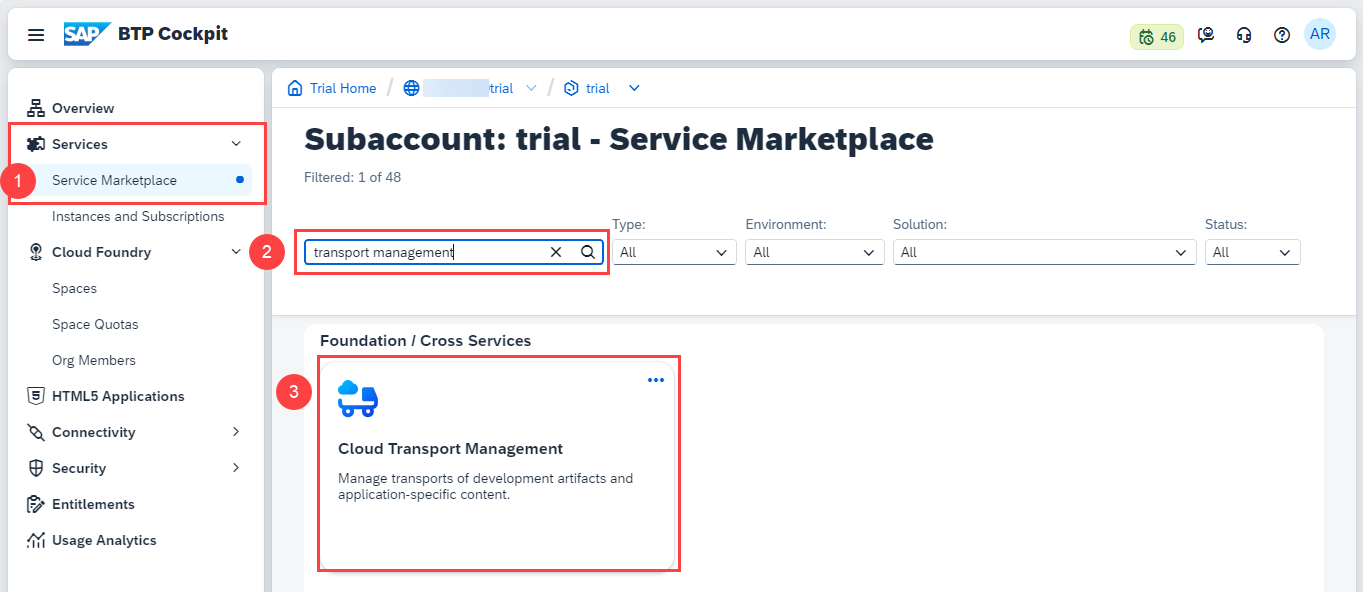 SAP BTP Cockpit
46
AR
Overview
Services
1
Service Marketplace
Instances and Subscriptions
Cloud Foundry
Spaces
Space Quotas
Org Members
HTML5 Applications
Connectivity
Security
Entitlements
Usage Analytics
Trial Home / trial / trial
Subaccount: trial - Service Marketplace
Filtered: 1 of 48
Type: Environment: Solution: Status:
2
transport management All All All All
Foundation / Cross Services
3
Cloud Transport Management
Manage transports of development artifacts and
application-specific content.